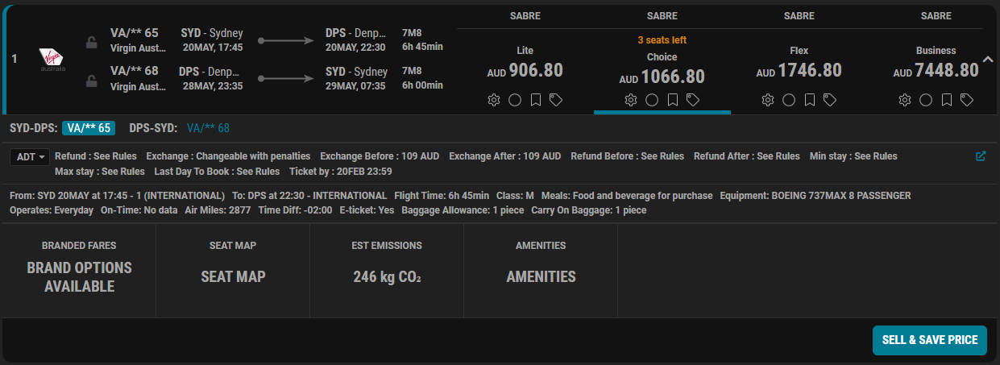 SABRE SABRE SABRE SABRE
1
Virgin australia
VA/** 65 SYD - Sydney DPS - Denp... 7M8
Virgin Aust... 20MAY, 17:45 20MAY, 22:30 6h 45min
VA/** 68 DPS - Denp... SYD - Sydney 7M8
Virgin Aust... 28MAY, 23:35 29MAY, 07:35 6h 00min
3 seats left
Lite Choice Flex Business
AUD 906.80 AUD 1066.80 AUD 1746.80 AUD 7448.80
SYD-DPS: VA/** 65 DPS-SYD: VA/** 68
ADT Refund : See Rules Exchange : Changeable with penalties Exchange Before : 109 AUD Exchange After : 109 AUD Refund Before : See Rules Refund After : See Rules Min stay : See Rules
Max stay : See Rules Last Day To Book : See Rules Ticket by : 20FEB 23:59
From: SYD 20MAY at 17:45 - 1 (INTERNATIONAL) To: DPS at 22:30 - INTERNATIONAL Flight Time: 6h 45min Class: M Meals: Food and beverage for purchase Equipment: BOEING 737MAX 8 PASSENGER
Operates: Everyday On-Time: No data Air Miles: 2877 Time Diff: -02:00 E-ticket: Yes Baggage Allowance: 1 piece Carry On Baggage: 1 piece
BRANDED FARES SEAT MAP EST EMISSIONS AMENITIES
BRAND OPTIONS AVAILABLE SEAT MAP 246 kg CO₂ AMENITIES
SELL & SAVE PRICE